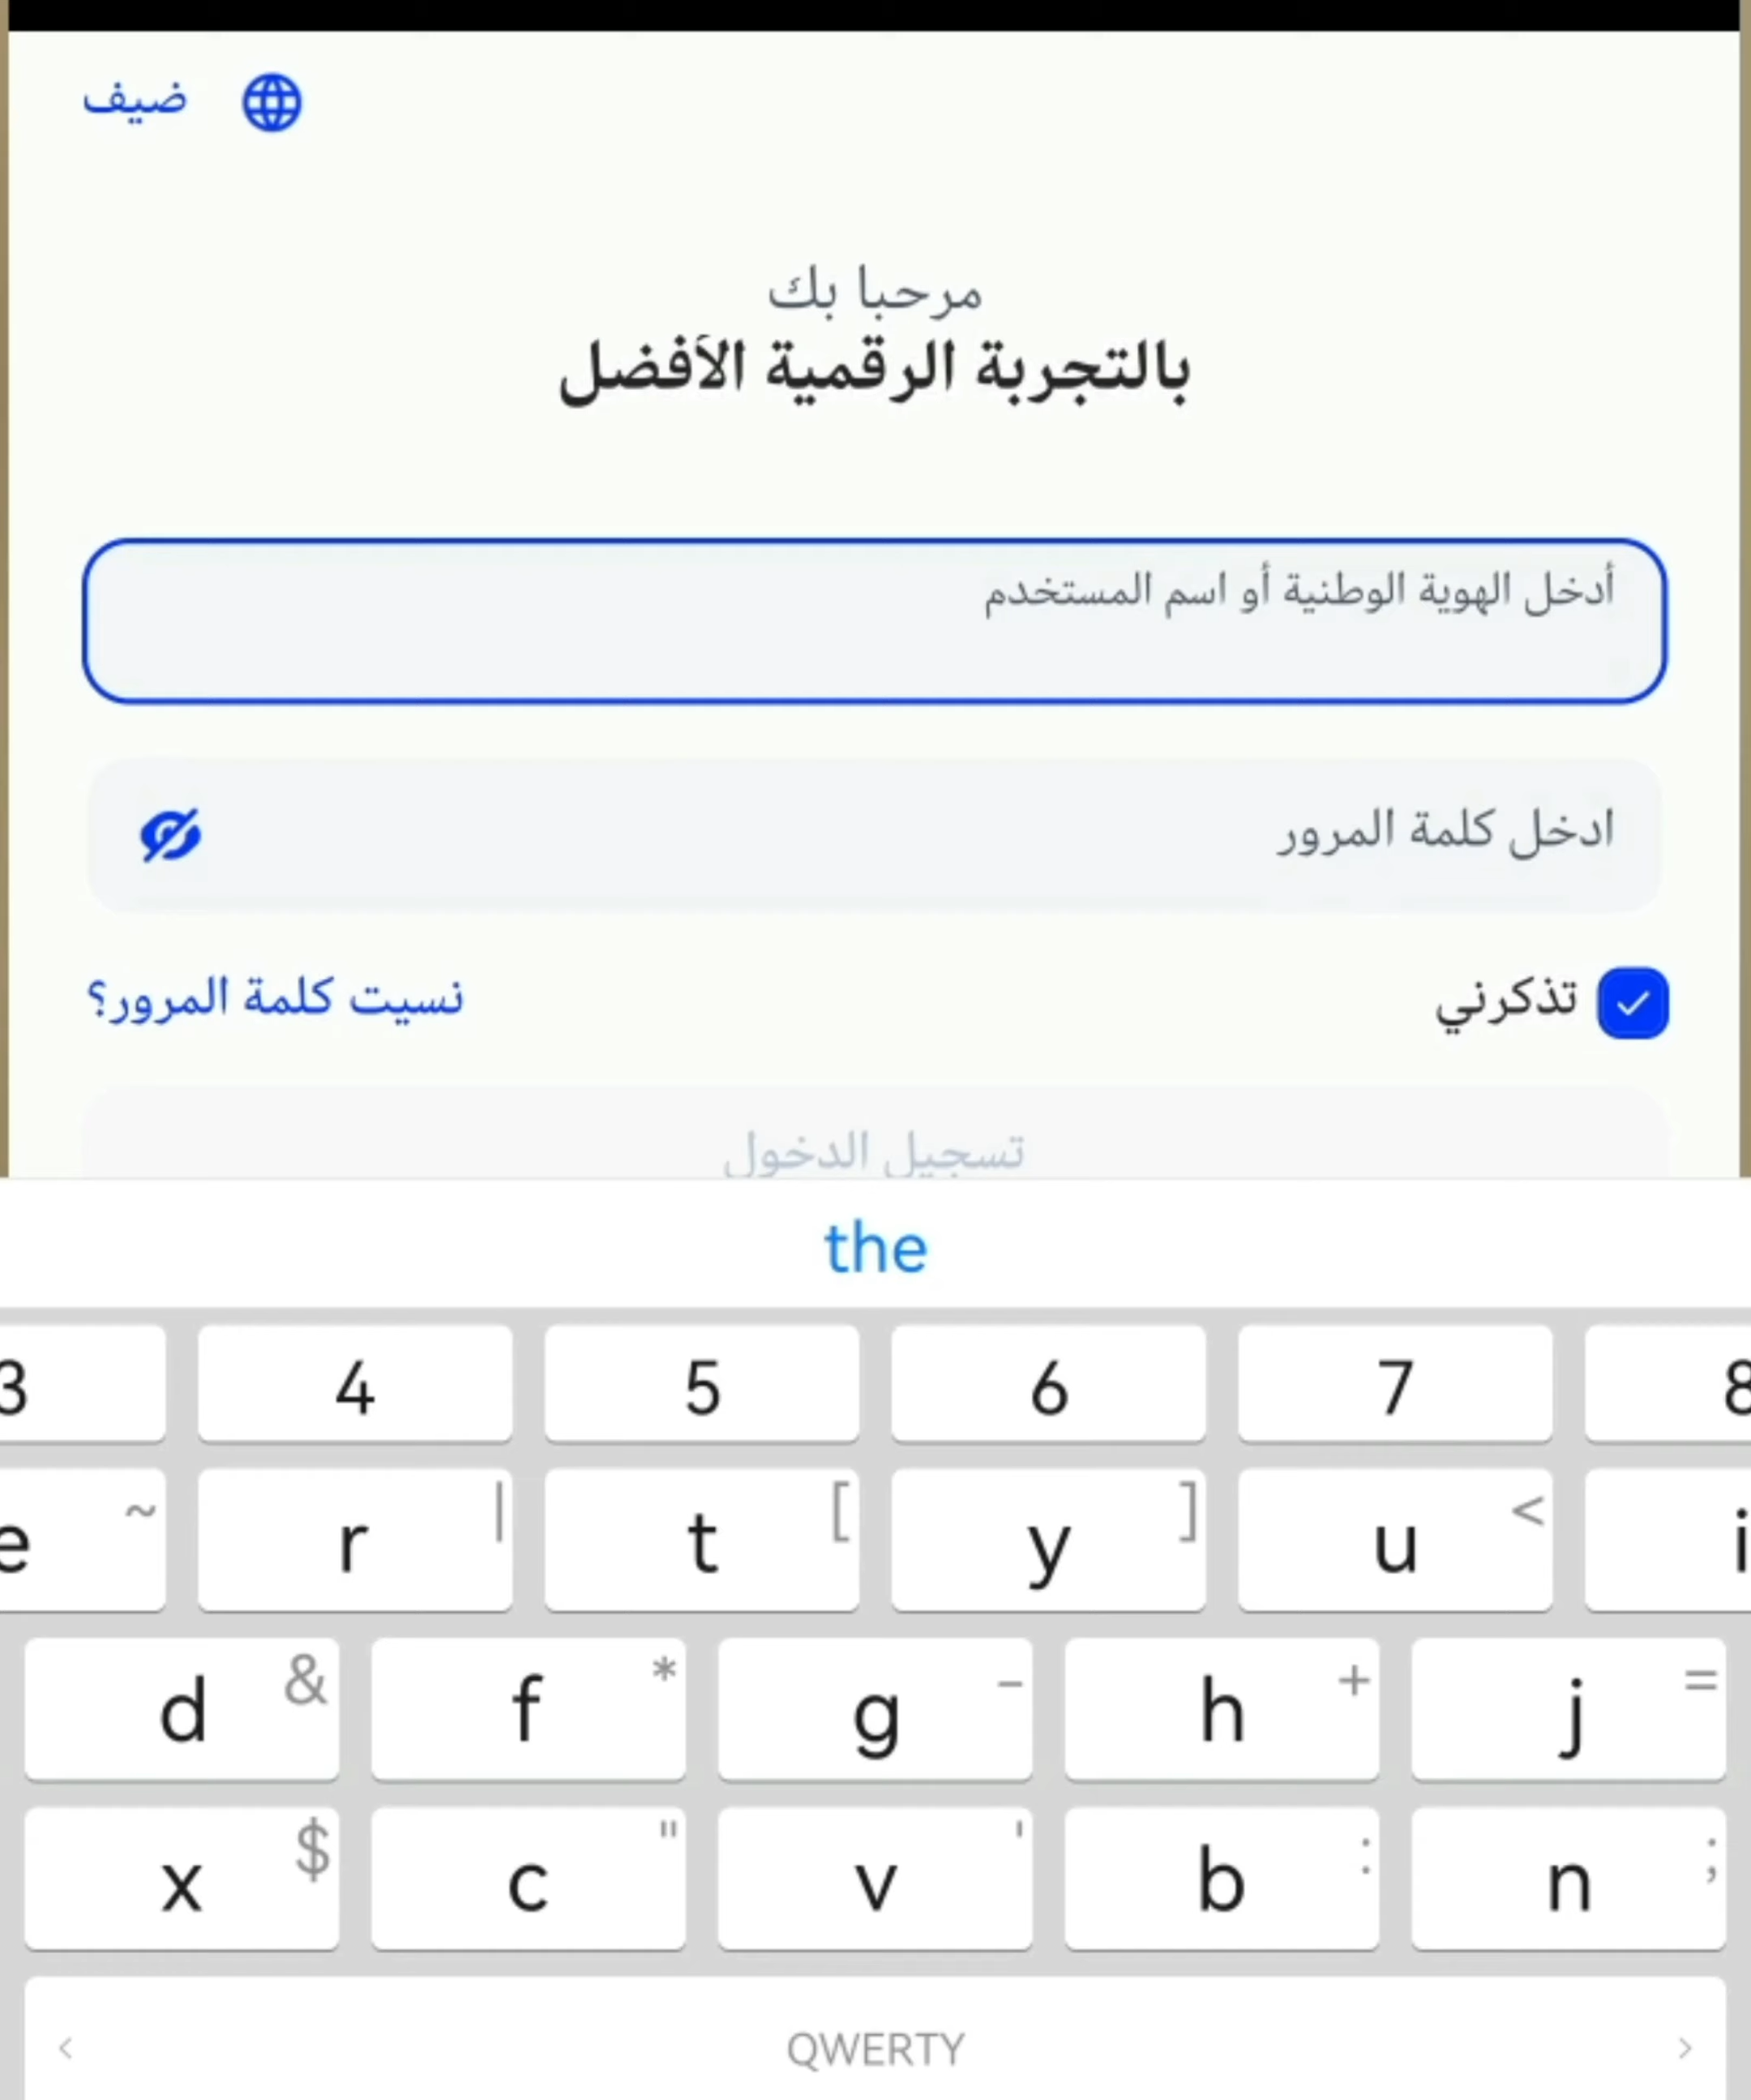 ضيف
مرحبا بك
بالتجربة الرقمية الأفضل
أدخل الهوية الوطنية أو اسم المستخدم
ادخل كلمة المرور
تذكرني
نسيت كلمة المرور؟
تسجيل الدخول
the
3 4 5 6 7 8
e ~ r | t [ y ] u < i
d & f * g - h + j =
x $ c " v ' b : n ;
< QWERTY >